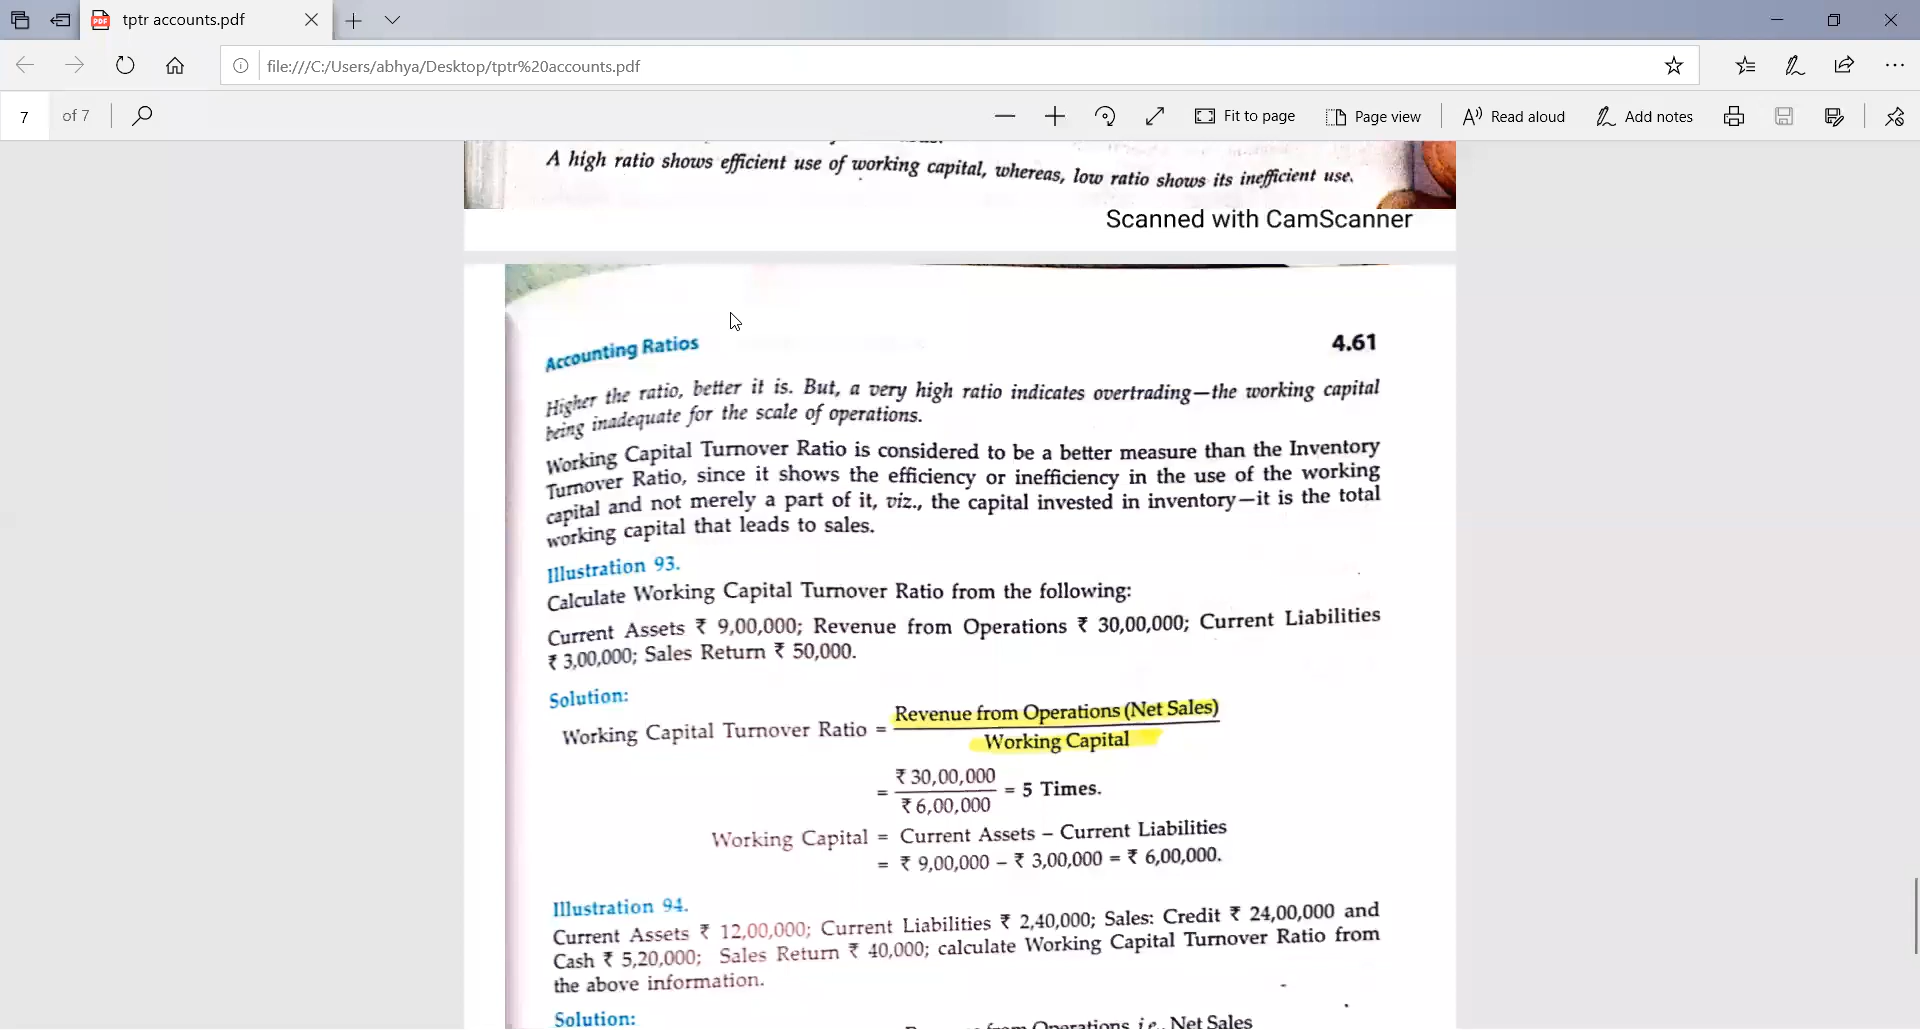 tptr accounts.pdf
file:///C:/Users/abhya/Desktop/tptr%20accounts.pdf
7 of 7
Fit to page
Page view
Read aloud
Add notes
A high ratio shows efficient use of working capital, whereas, low ratio shows its inefficient use.
Scanned with CamScanner
Accounting Ratios 4.61
Higher the ratio, better it is. But, a very high ratio indicates overtrading—the working capital
being inadequate for the scale of operations.
Working Capital Turnover Ratio is considered to be a better measure than the Inventory
Turnover Ratio, since it shows the efficiency or inefficiency in the use of the working
capital and not merely a part of it, viz., the capital invested in inventory—it is the total
working capital that leads to sales.
Illustration 93.
Calculate Working Capital Turnover Ratio from the following:
Current Assets ₹ 9,00,000; Revenue from Operations ₹ 30,00,000; Current Liabilities
₹ 3,00,000; Sales Return ₹ 50,000.
Solution:
Working Capital Turnover Ratio = Revenue from Operations (Net Sales)
Working Capital
= ₹ 30,00,000
₹ 6,00,000 = 5 Times.
Working Capital = Current Assets – Current Liabilities
= ₹ 9,00,000 – ₹ 3,00,000 = ₹ 6,00,000.
Illustration 94.
Current Assets ₹ 12,00,000; Current Liabilities ₹ 2,40,000; Sales: Credit ₹ 24,00,000 and
Cash ₹ 5,20,000; Sales Return ₹ 40,000; calculate Working Capital Turnover Ratio from
the above information.
Solution:
from Operations i.e., Net Sales